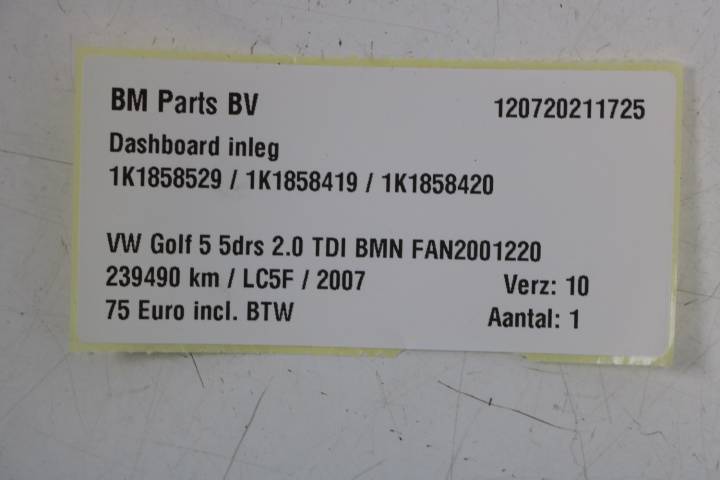 BM Parts BV 120720211725
Dashboard inleg
1K1858529 / 1K1858419 / 1K1858420
VW Golf 5 5drs 2.0 TDI BMN FAN2001220
239490 km / LC5F / 2007 Verz: 10
75 Euro incl. BTW Aantal: 1